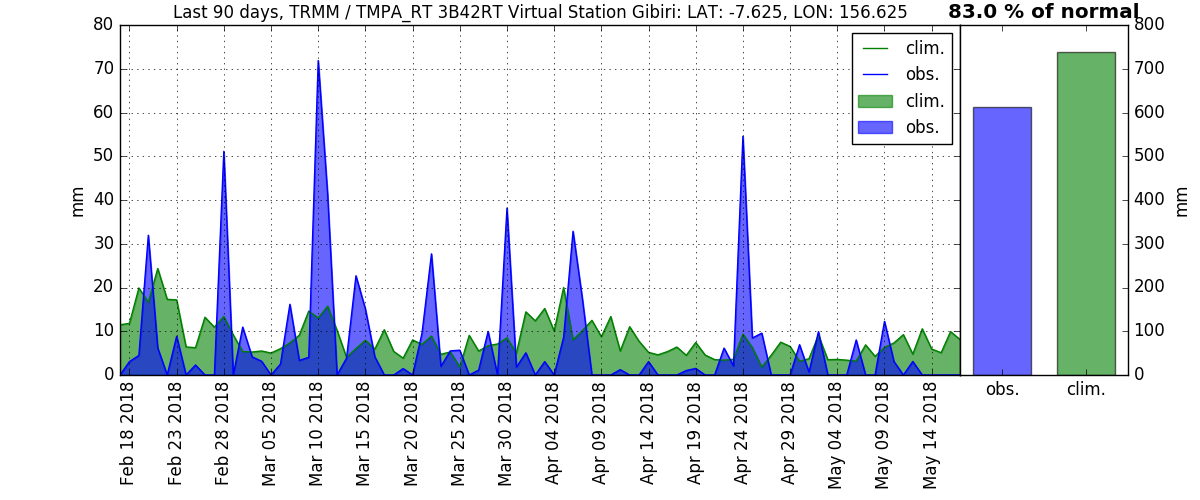 Last 90 days, TRMM / TMPA_RT 3B42RT Virtual Station Gibiri: LAT: -7.625, LON: 156.625
83.0 % of normal
80
70
60
50
40
30
20
10
0
mm
clim.
obs.
clim.
obs.
Feb 18 2018
Feb 23 2018
Feb 28 2018
Mar 05 2018
Mar 10 2018
Mar 15 2018
Mar 20 2018
Mar 25 2018
Mar 30 2018
Apr 04 2018
Apr 09 2018
Apr 14 2018
Apr 19 2018
Apr 24 2018
Apr 29 2018
May 04 2018
May 09 2018
May 14 2018
800
700
600
500
400
300
200
100
0
mm
obs.
clim.